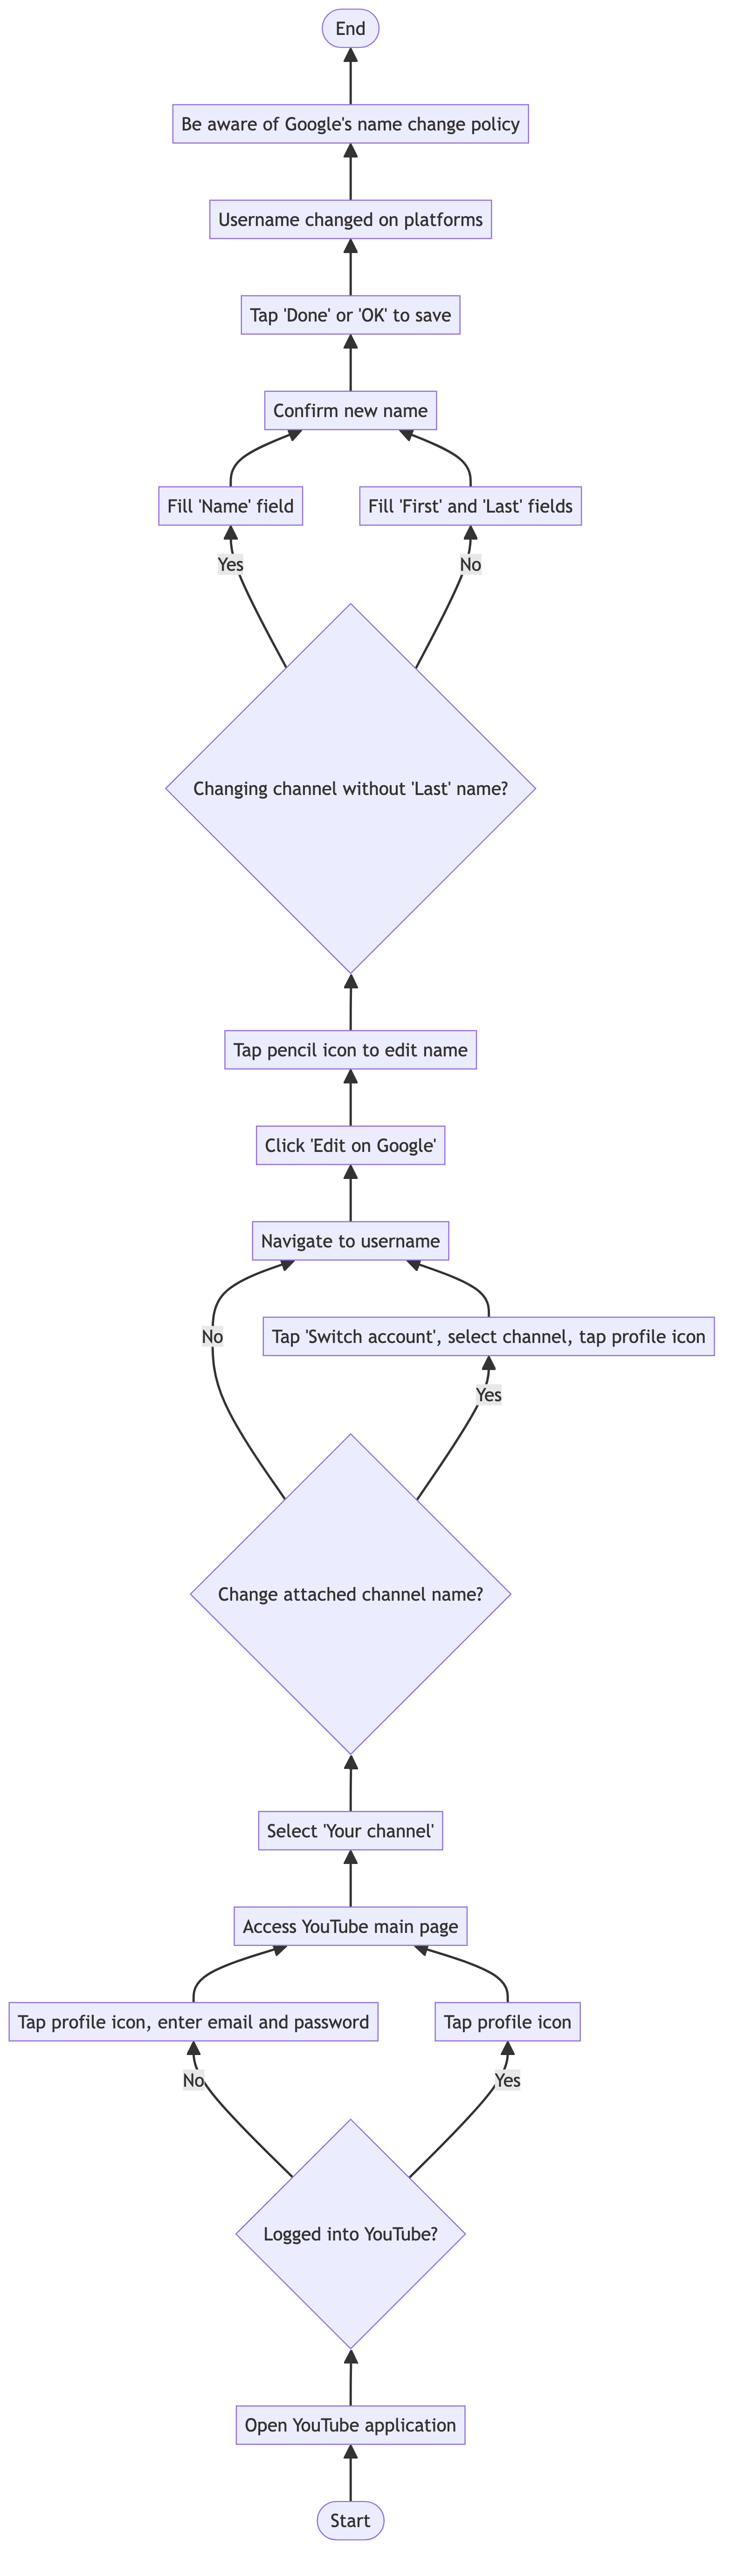 End
Be aware of Google's name change policy
Username changed on platforms
Tap 'Done' or 'OK' to save
Confirm new name
Fill 'Name' field
Fill 'First' and 'Last' fields
Yes
No
Changing channel without 'Last' name?
Tap pencil icon to edit name
Click 'Edit on Google'
Navigate to username
No
Tap 'Switch account', select channel, tap profile icon
Yes
Change attached channel name?
Select 'Your channel'
Access YouTube main page
Tap profile icon, enter email and password
Tap profile icon
No
Yes
Logged into YouTube?
Open YouTube application
Start